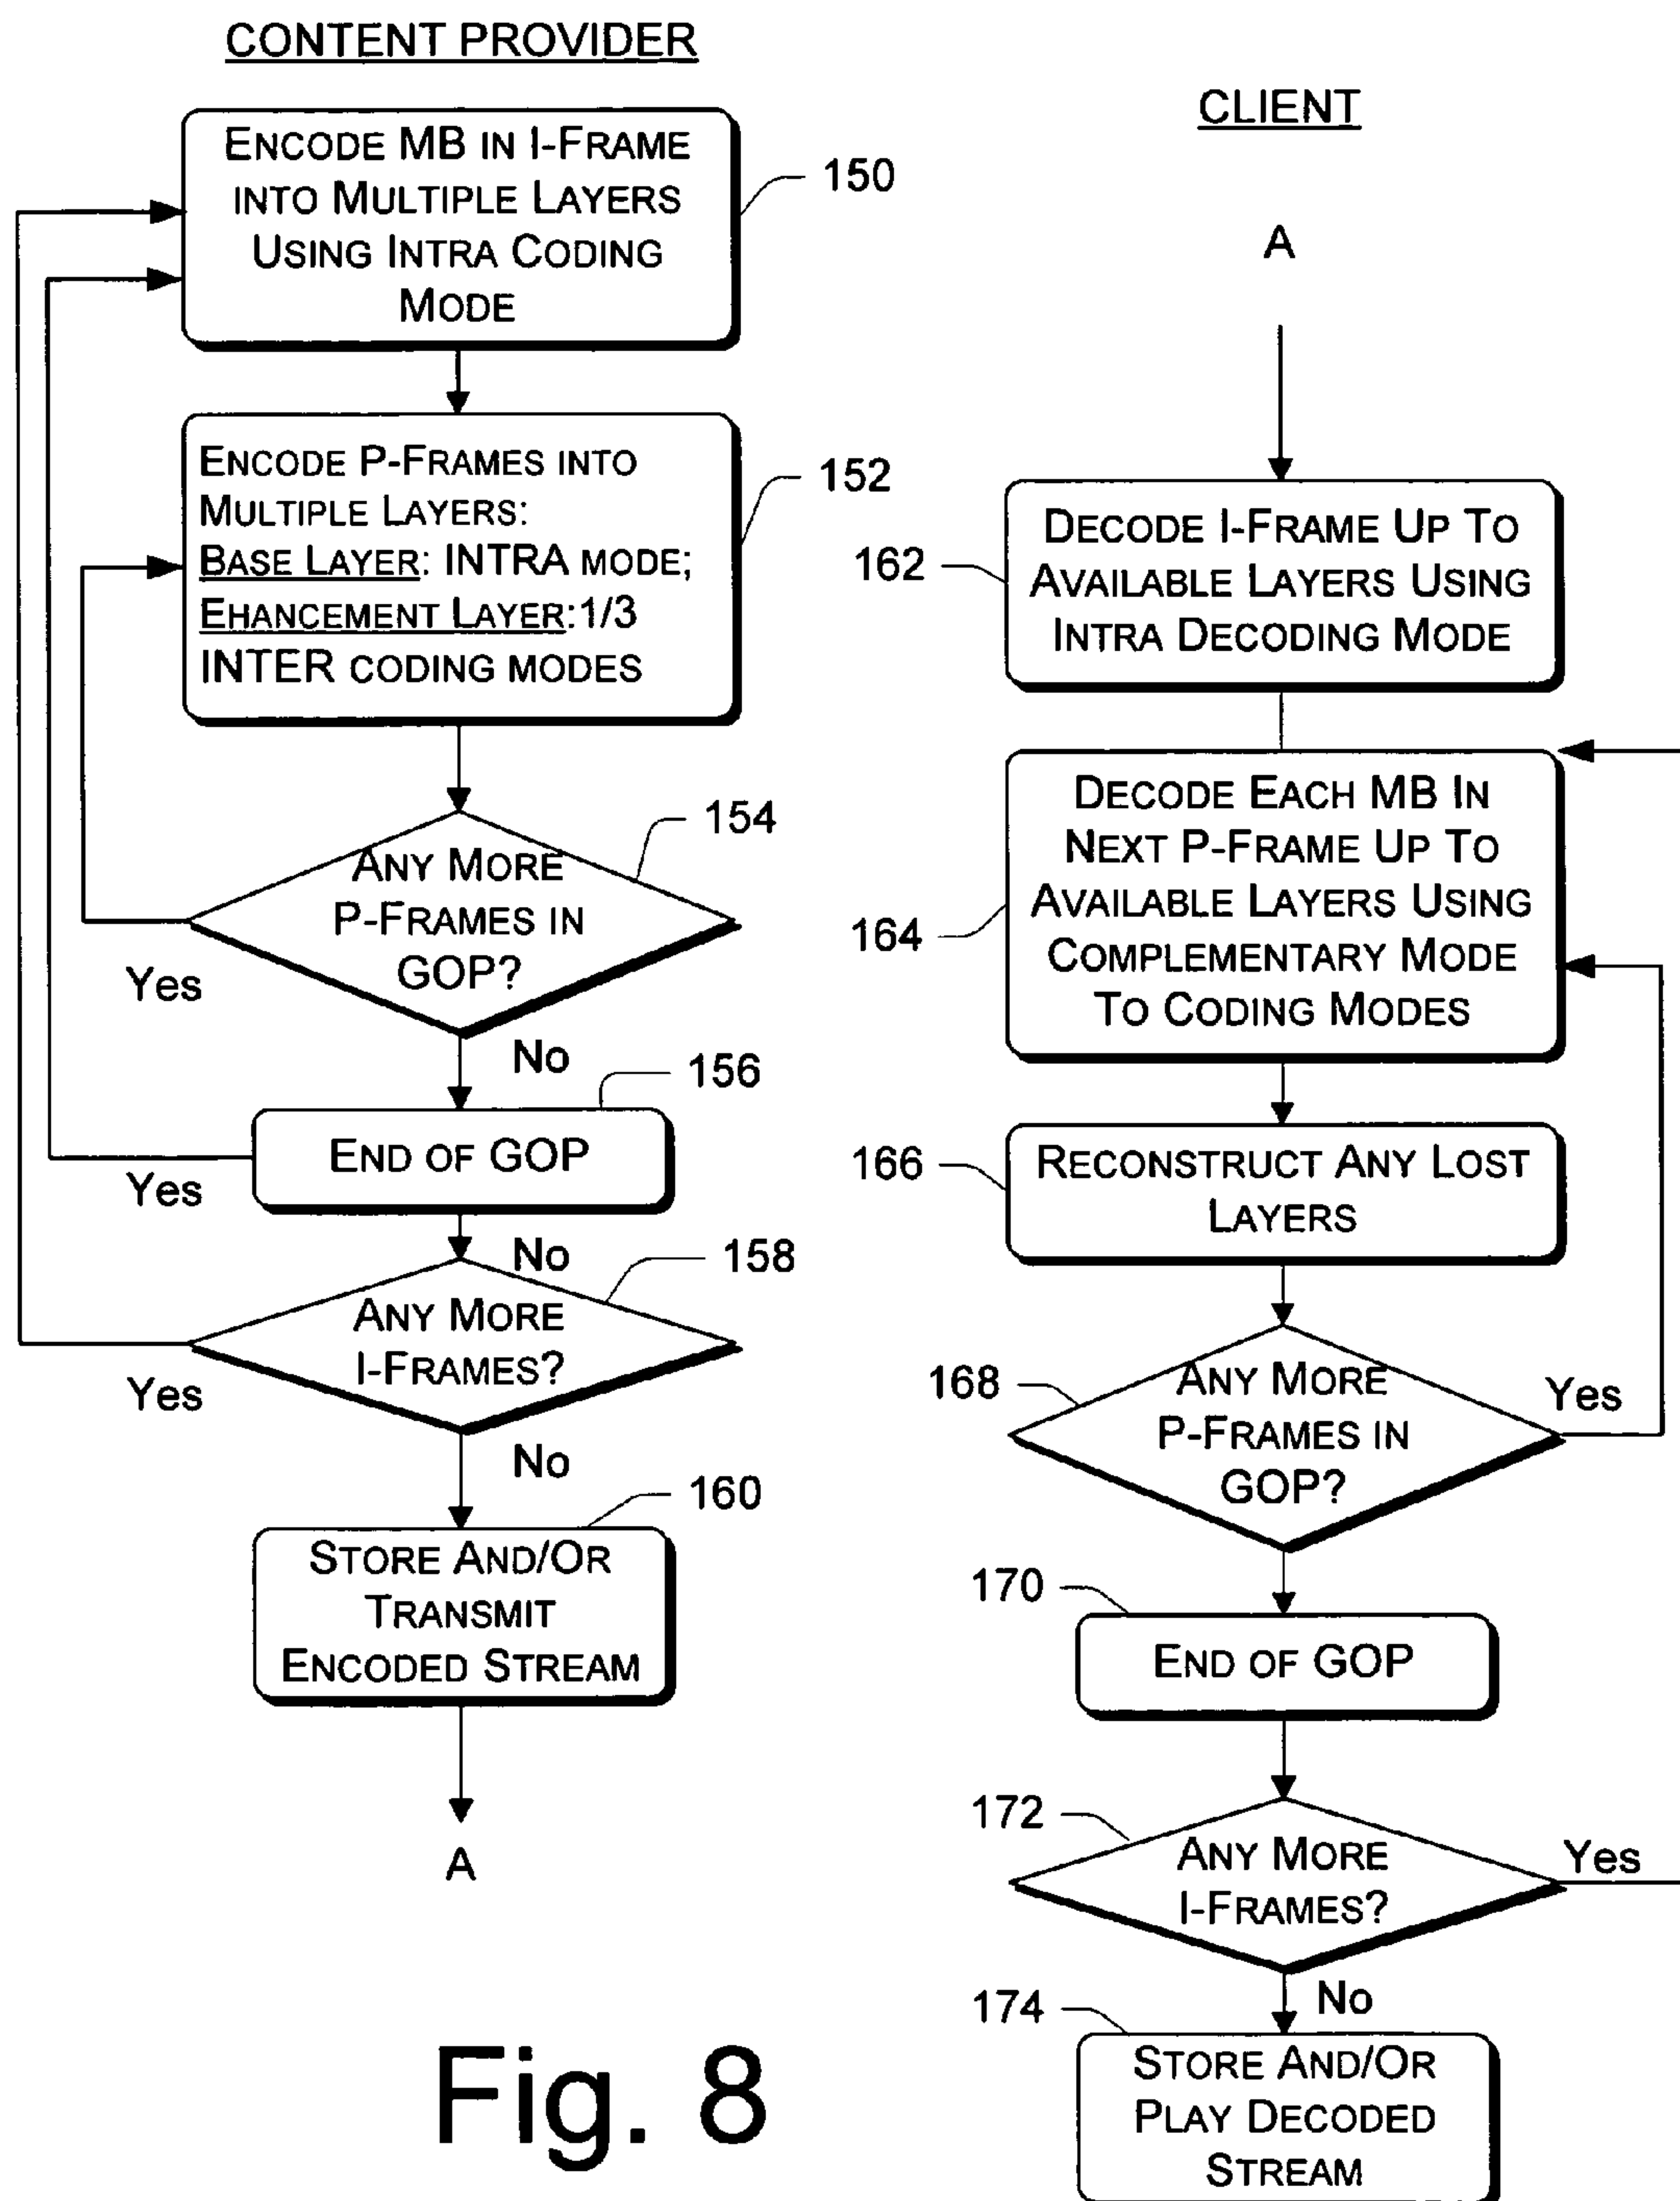 CONTENT PROVIDER
ENCODE MB IN I-FRAME
INTO MULTIPLE LAYERS
USING INTRA CODING
MODE
150
ENCODE P-FRAMES INTO
MULTIPLE LAYERS:
BASE LAYER: INTRA MODE;
EHANCEMENT LAYER:1/3
INTER CODING MODES
152
154
ANY MORE
P-FRAMES IN
GOP?
Yes
No
156
END OF GOP
Yes
No
158
ANY MORE
I-FRAMES?
Yes
No
160
STORE AND/OR
TRANSMIT
ENCODED STREAM
A
CLIENT
A
162
DECODE I-FRAME UP TO
AVAILABLE LAYERS USING
INTRA DECODING MODE
164
DECODE EACH MB IN
NEXT P-FRAME UP TO
AVAILABLE LAYERS USING
COMPLEMENTARY MODE
TO CODING MODES
166
RECONSTRUCT ANY LOST
LAYERS
168
ANY MORE
P-FRAMES IN
GOP?
Yes
170
END OF GOP
172
ANY MORE
I-FRAMES?
Yes
No
174
STORE AND/OR
PLAY DECODED
STREAM
Fig. 8